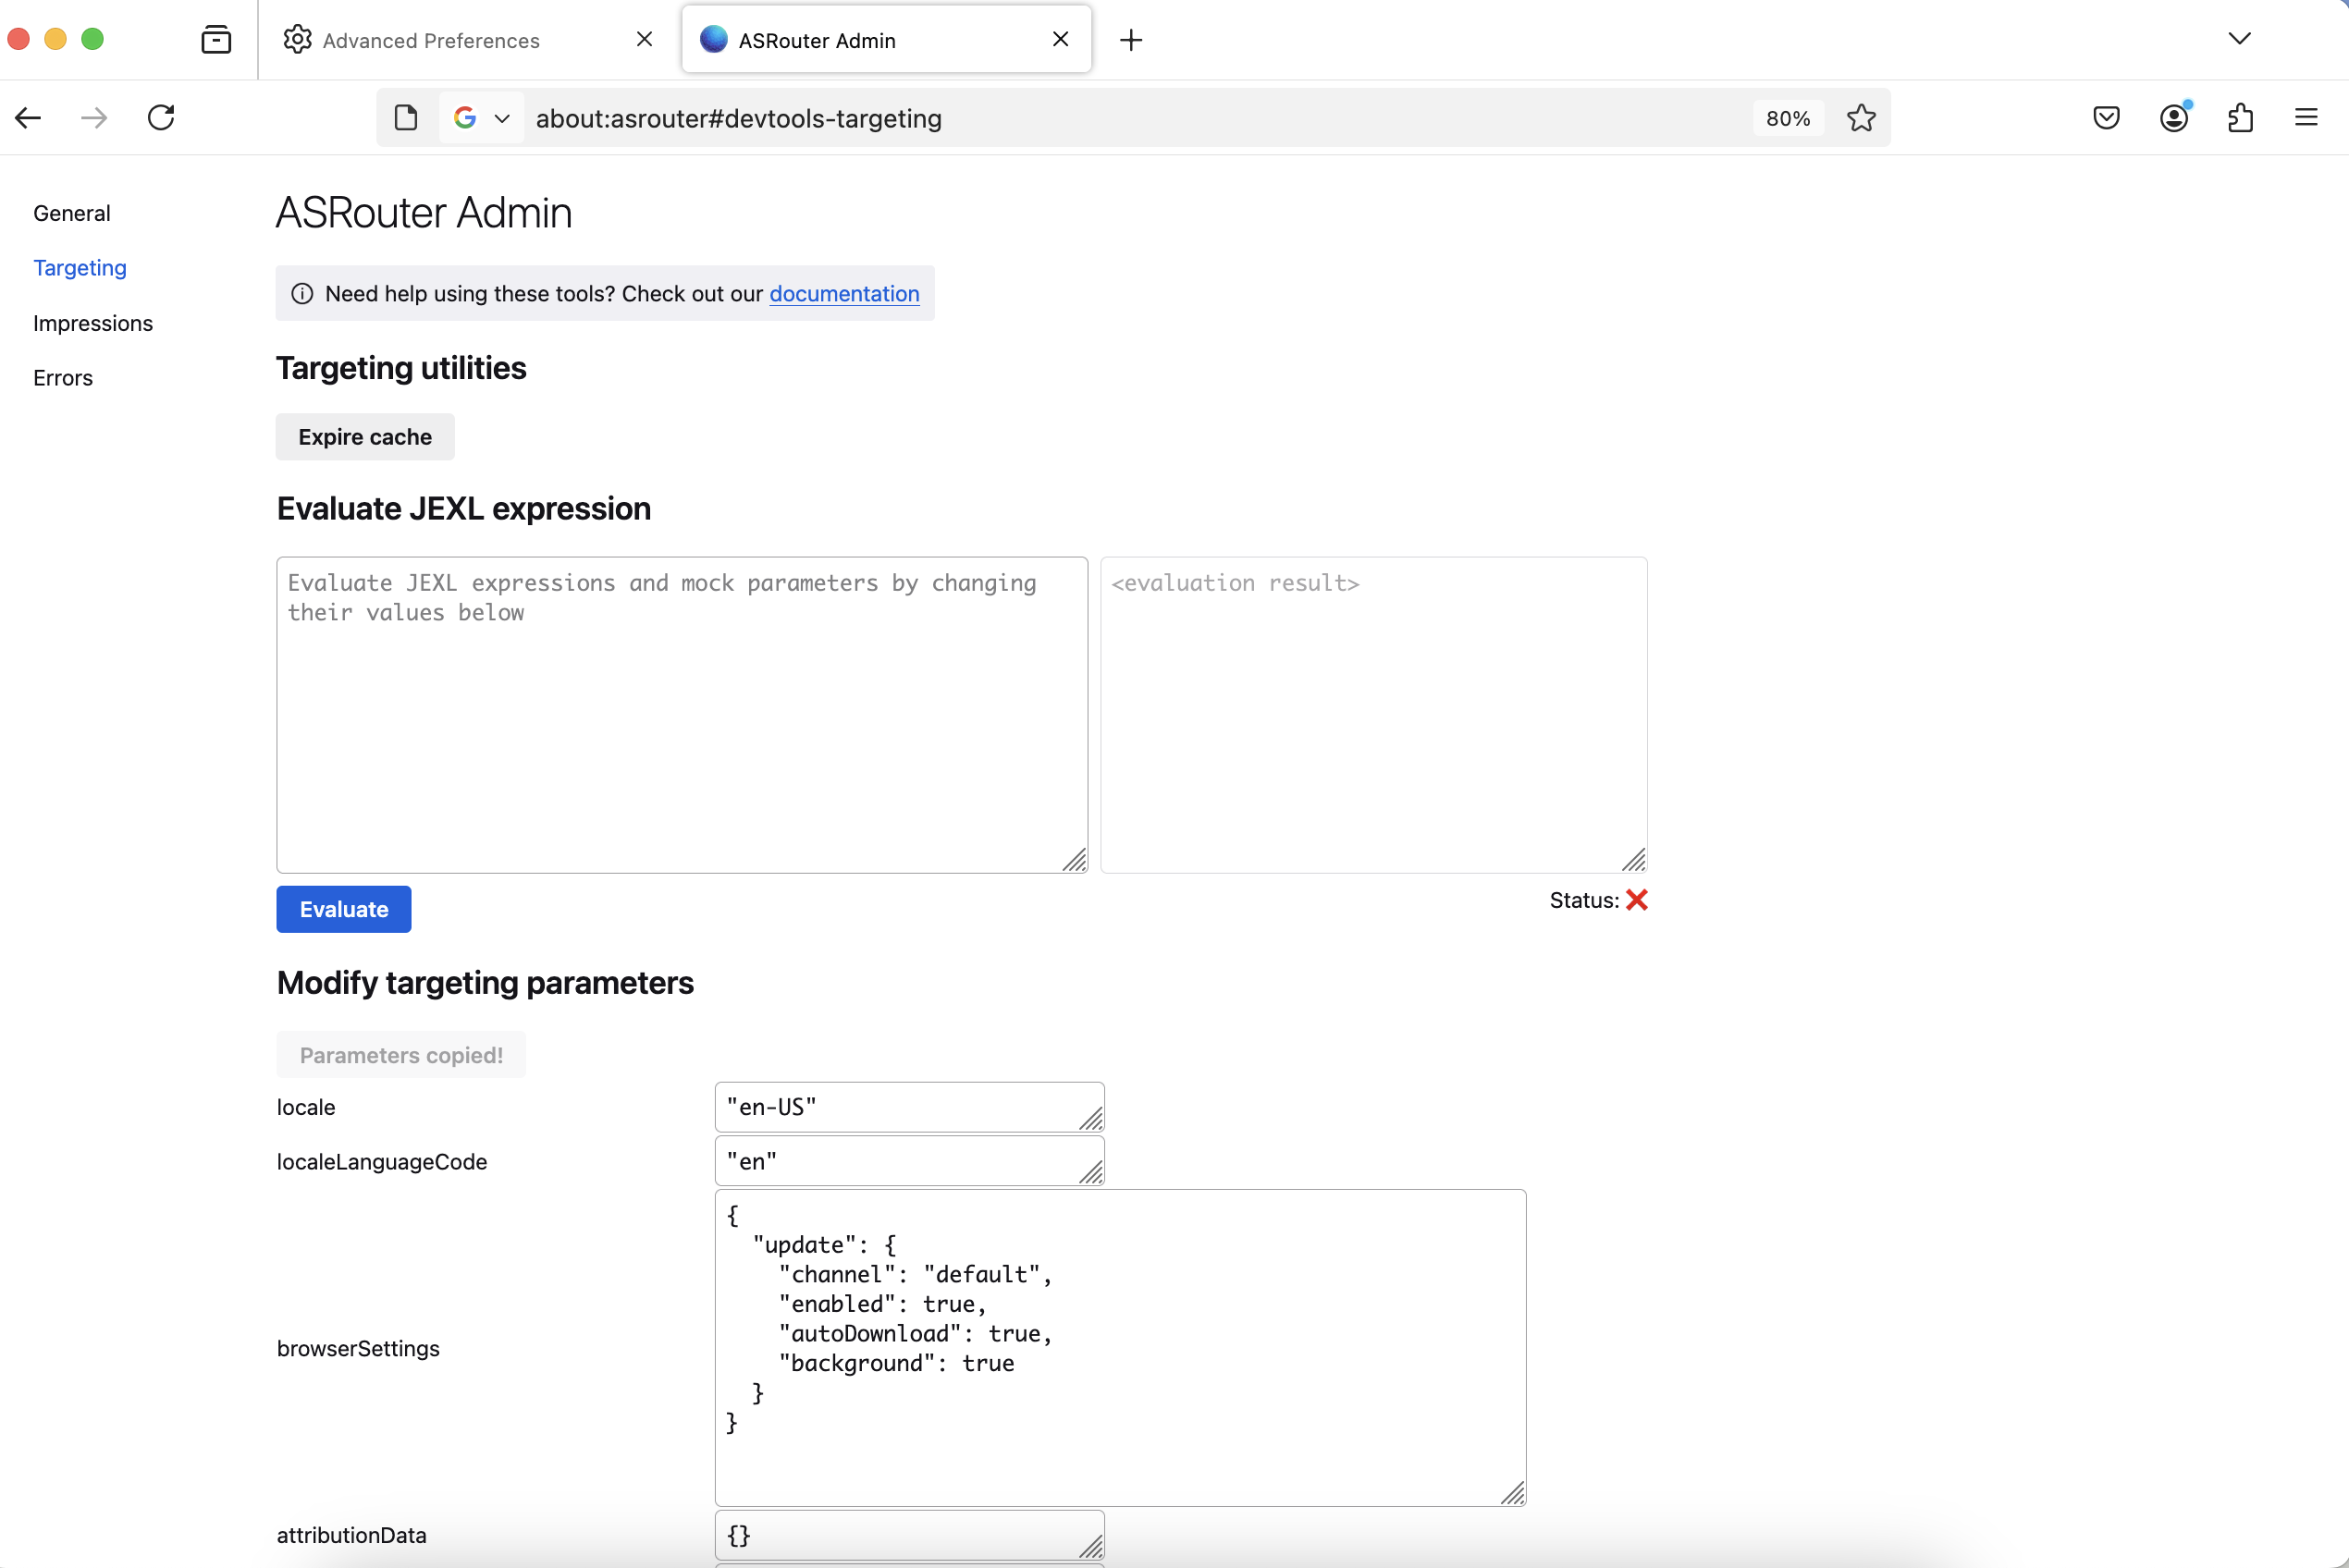 Advanced Preferences
ASRouter Admin
about:asrouter#devtools-targeting
80%
General
Targeting
Impressions
Errors
ASRouter Admin
Need help using these tools? Check out our documentation
Targeting utilities
Expire cache
Evaluate JEXL expression
Evaluate JEXL expressions and mock parameters by changing
their values below
<evaluation result>
Evaluate
Status:
Modify targeting parameters
Parameters copied!
locale
"en-US"
localeLanguageCode
"en"
browserSettings
{
"update": {
"channel": "default",
"enabled": true,
"autoDownload": true,
"background": true
}
}
attributionData
{}